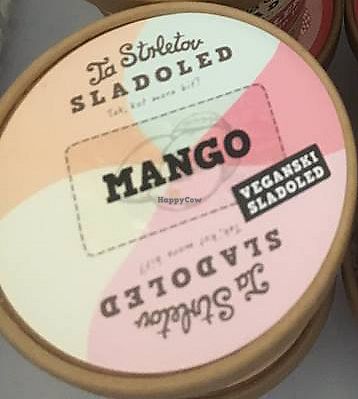 Ta Strletov
SLADOLED
Tak, kot mora bit!
MANGO
HappyCow
VEGANSKI
SLADOLED
Tak, kot mora bit!
SLADOLED
Ta Strletov